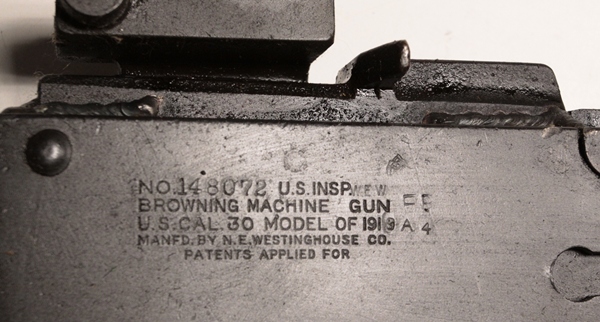 NO. 148072 U.S. INSP. WEW
BROWNING MACHINE GUN
U.S. CAL. 30 MODEL OF 1919 A 4
MANFD. BY N.E. WESTINGHOUSE CO.
PATENTS APPLIED FOR